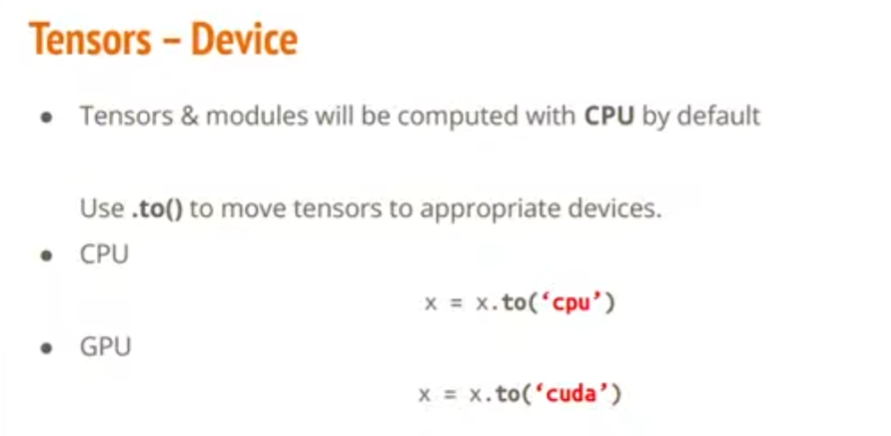 Tensors – Device
● Tensors & modules will be computed with CPU by default
Use .to() to move tensors to appropriate devices.
● CPU
x = x.to(‘cpu’)
● GPU
x = x.to(‘cuda’)